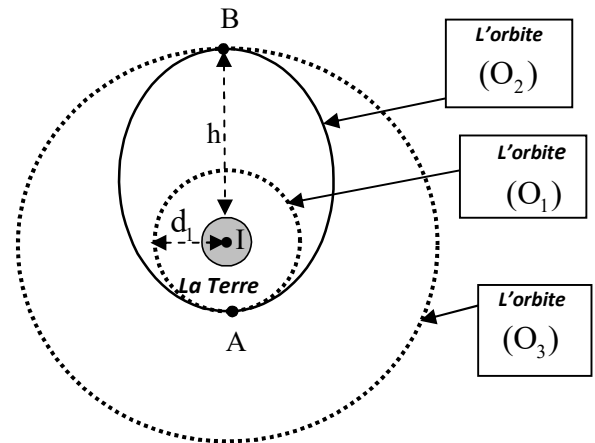 B
L'orbite
(O₂)
h
L'orbite
(O₁)
d₁
I
La Terre
L'orbite
(O₃)
A